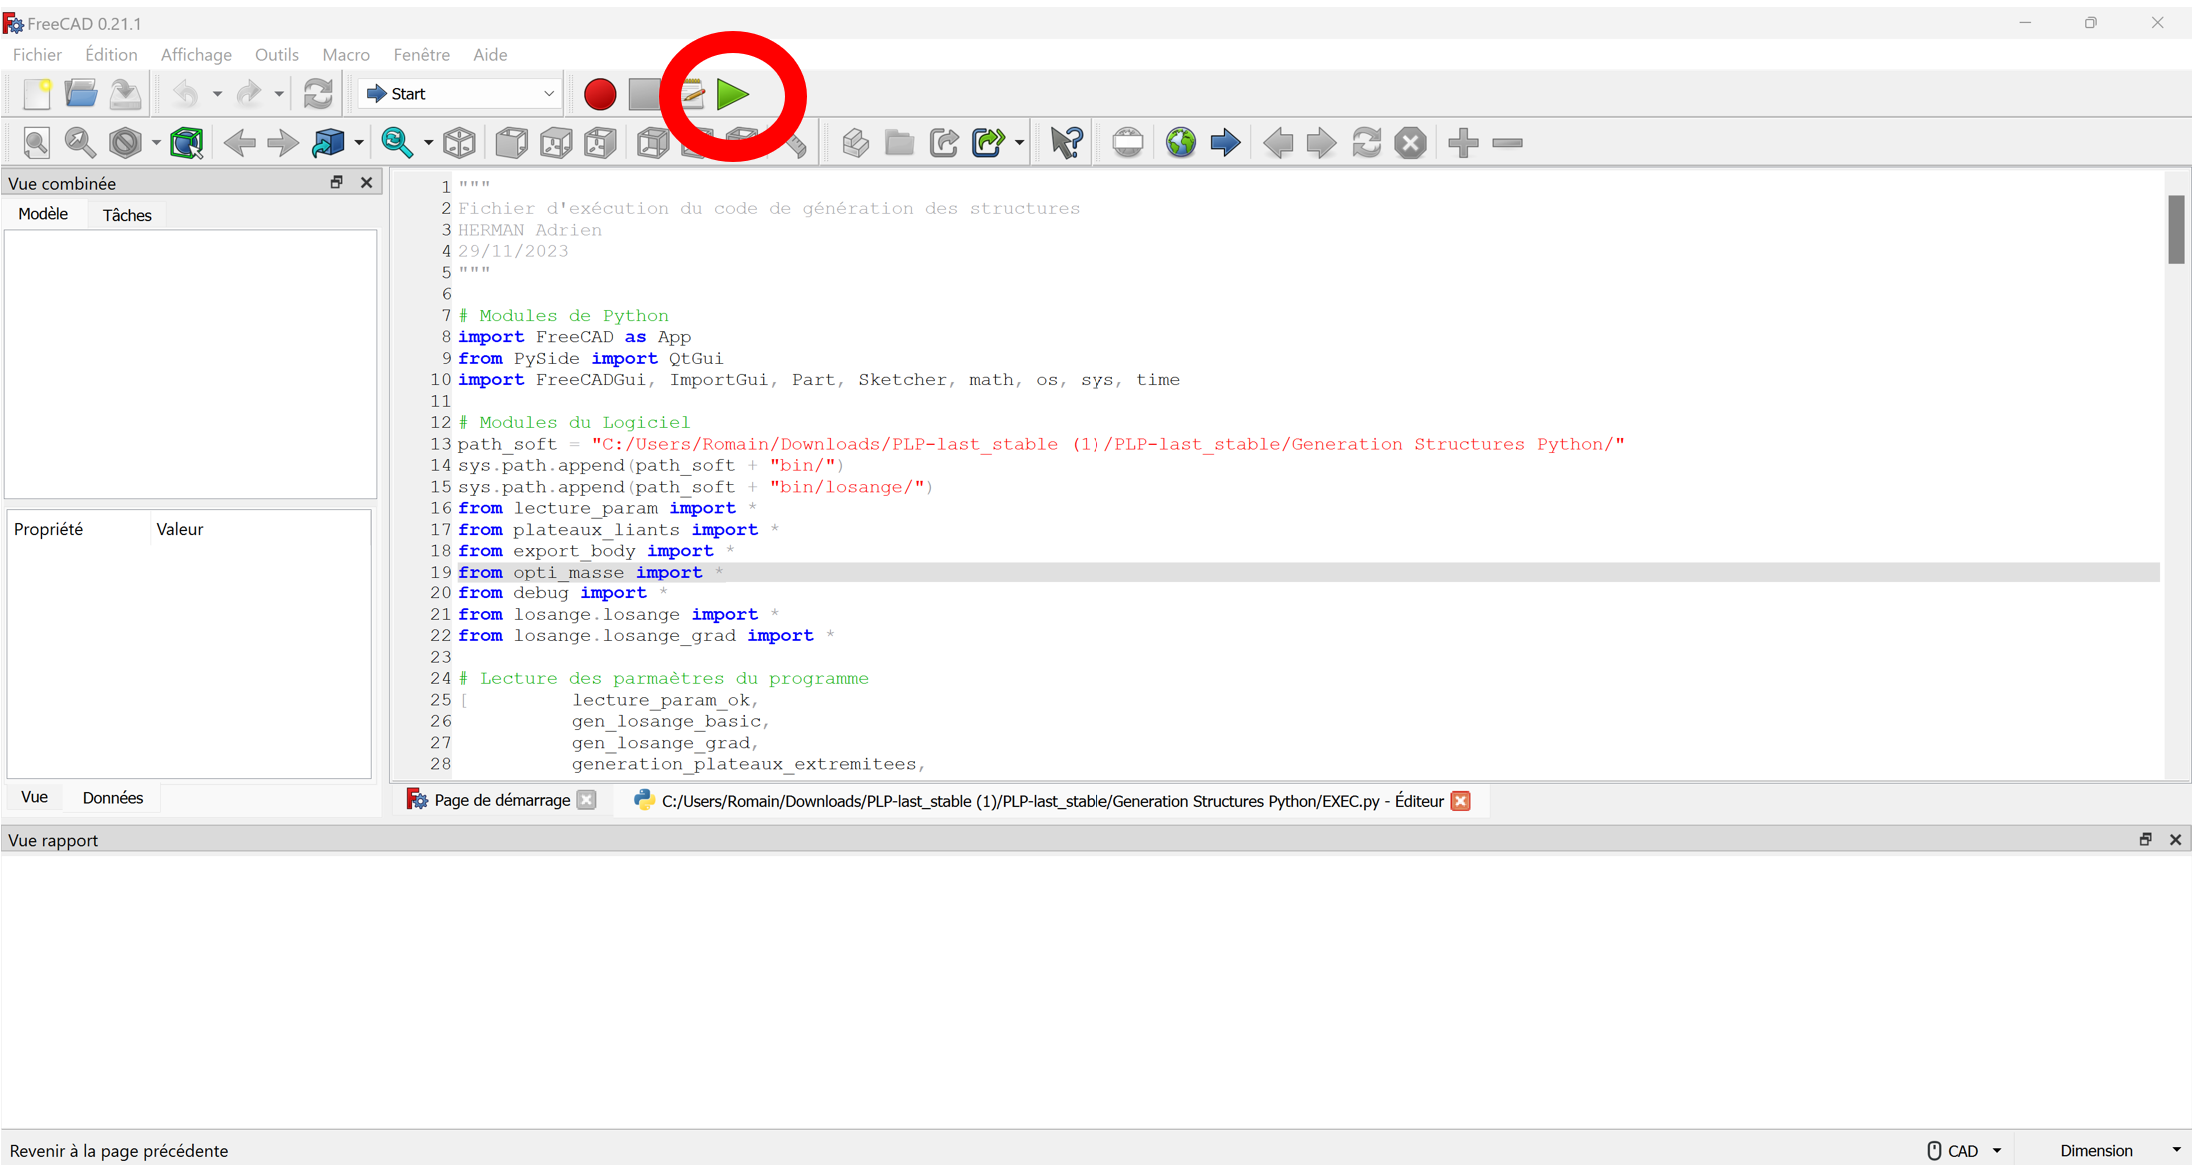 FreeCAD 0.21.1
Fichier Édition Affichage Outils Macro Fenêtre Aide
Start
Vue combinée
Modèle Tâches
Propriété Valeur
Vue Données
1 """
2 Fichier d'exécution du code de génération des structures
3 HERMAN Adrien
4 29/11/2023
5 """
6
7 # Modules de Python
8 import FreeCAD as App
9 from PySide import QtGui
10 import FreeCADGui, ImportGui, Part, Sketcher, math, os, sys, time
11
12 # Modules du Logiciel
13 path_soft = "C:/Users/Romain/Downloads/PLP-last_stable (1)/PLP-last_stable/Generation Structures Python/"
14 sys.path.append(path_soft + "bin/")
15 sys.path.append(path_soft + "bin/losange/")
16 from lecture_param import *
17 from plateaux_liants import *
18 from export_body import *
19 from opti_masse import *
20 from debug import *
21 from losange.losange import *
22 from losange.losange_grad import *
23
24 # Lecture des parmaètres du programme
25 [ lecture_param_ok,
26 gen_losange_basic,
27 gen_losange_grad,
28 generation_plateaux_extremitees,
Page de démarrage C:/Users/Romain/Downloads/PLP-last_stable (1)/PLP-last_stable/Generation Structures Python/EXEC.py - Éditeur
Vue rapport
Revenir à la page précédente CAD Dimension